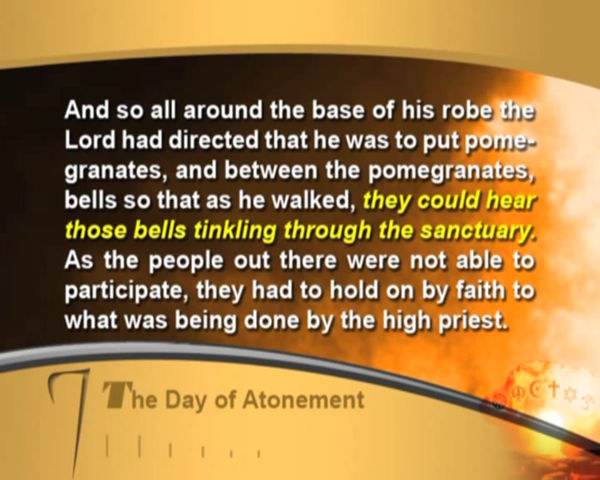 And so all around the base of his robe the
Lord had directed that he was to put pome-
granates, and between the pomegranates,
bells so that as he walked, they could hear
those bells tinkling through the sanctuary.
As the people out there were not able to
participate, they had to hold on by faith to
what was being done by the high priest.
The Day of Atonement